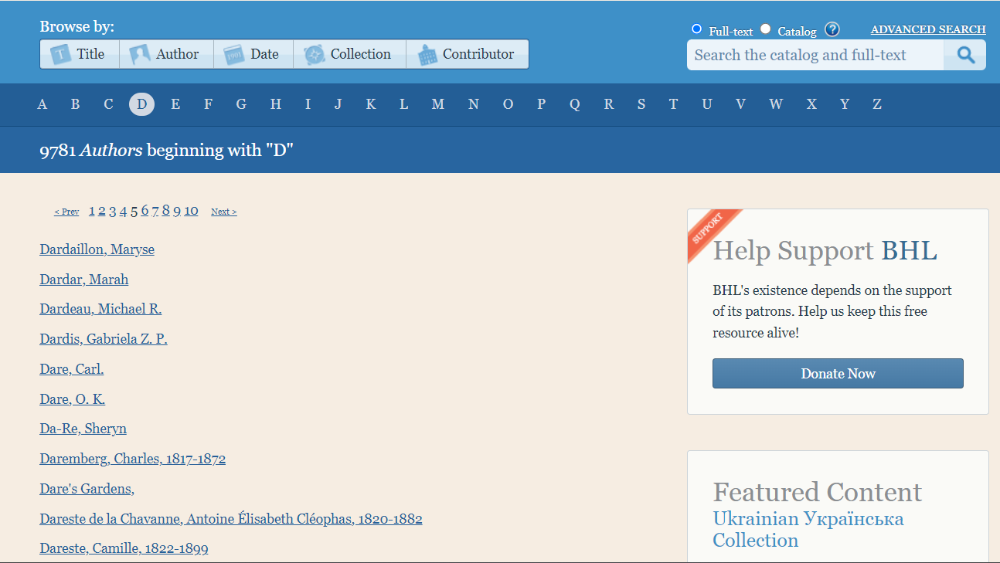 Browse by:
Title Author Date Collection Contributor
Full-text Catalog ? ADVANCED SEARCH
Search the catalog and full-text
A B C D E F G H I J K L M N O P Q R S T U V W X Y Z
9781 Authors beginning with "D"
< Prev 1 2 3 4 5 6 7 8 9 10 Next >
Dardaillon, Maryse
Dardar, Marah
Dardeau, Michael R.
Dardis, Gabriela Z. P.
Dare, Carl.
Dare, O. K.
Da-Re, Sheryn
Daremberg, Charles, 1817-1872
Dare's Gardens,
Dareste de la Chavanne, Antoine Élisabeth Cléophas, 1820-1882
Dareste, Camille, 1822-1899
SUPPORT
Help Support BHL
BHL's existence depends on the support
of its patrons. Help us keep this free
resource alive!
Donate Now
Featured Content
Ukrainian Українська
Collection